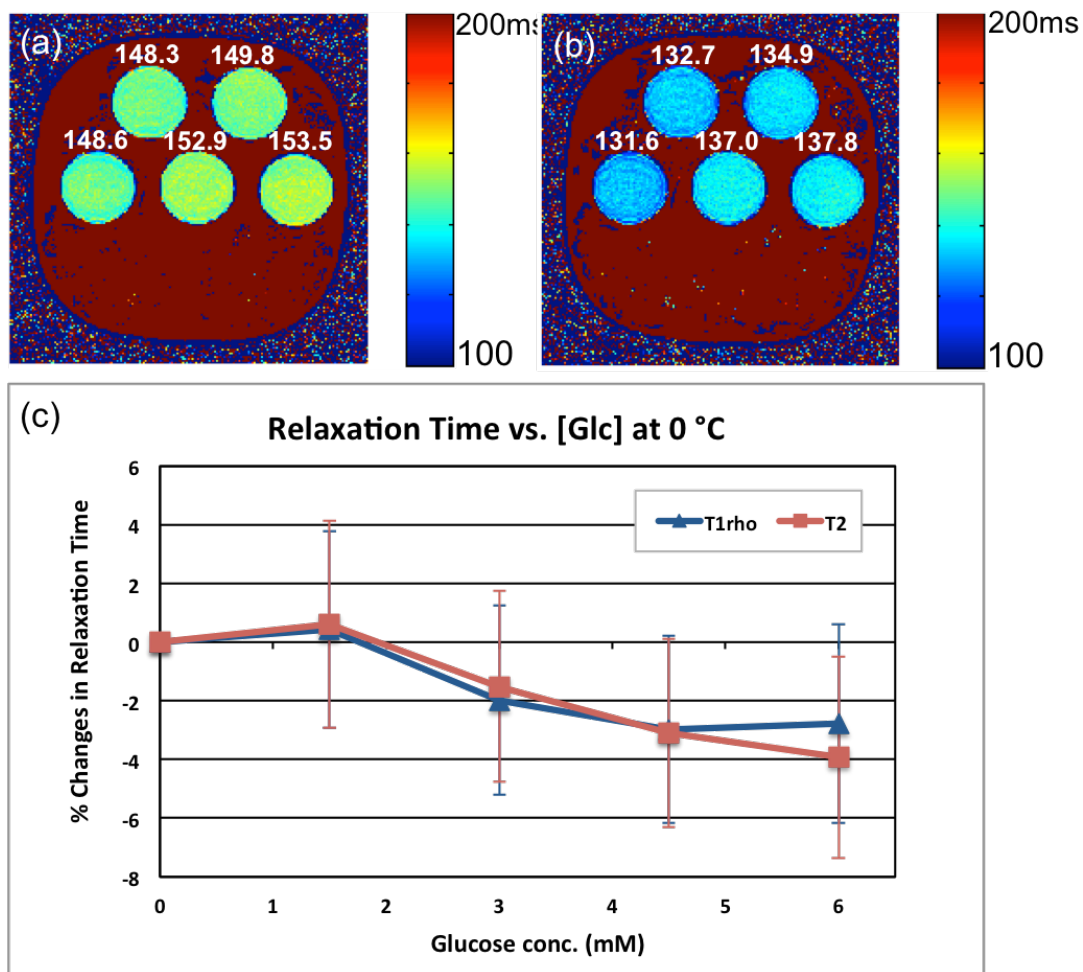 (a)
148.3 149.8
148.6 152.9 153.5
200ms
100
(b)
132.7 134.9
131.6 137.0 137.8
200ms
100
(c)
Relaxation Time vs. [Glc] at 0 °C
% Changes in Relaxation Time
6
4
2
0
-2
-4
-6
-8
T1rho T2
0 1 2 3 4 5 6
Glucose conc. (mM)